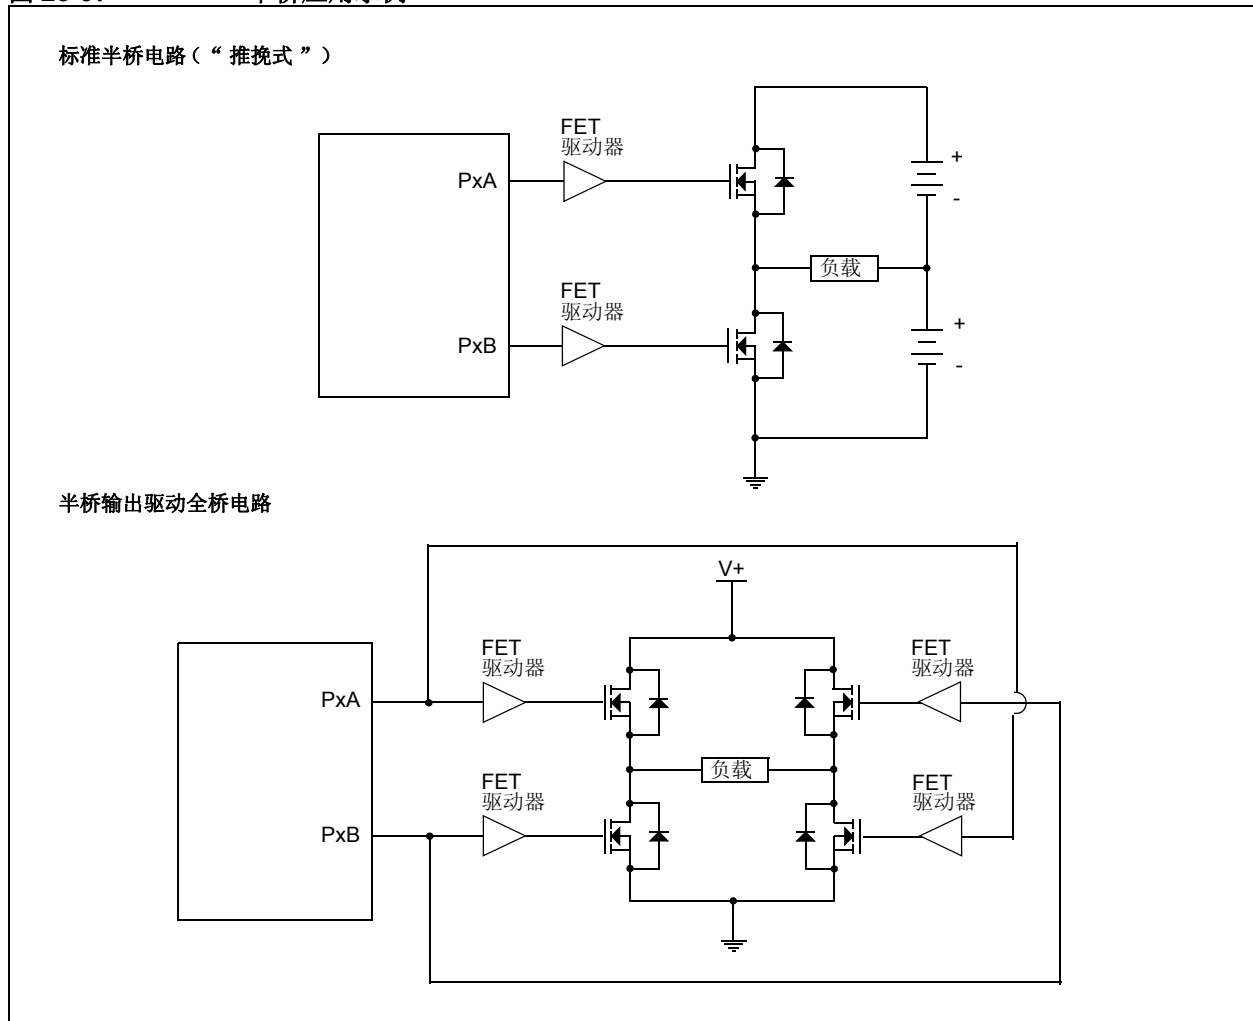 标准半桥电路（“ 推挽式 ”）
FET
驱动器
PxA
+
-
负载
FET
驱动器
PxB
+
-
半桥输出驱动全桥电路
V+
FET
驱动器
FET
驱动器
PxA
负载
FET
驱动器
FET
驱动器
PxB